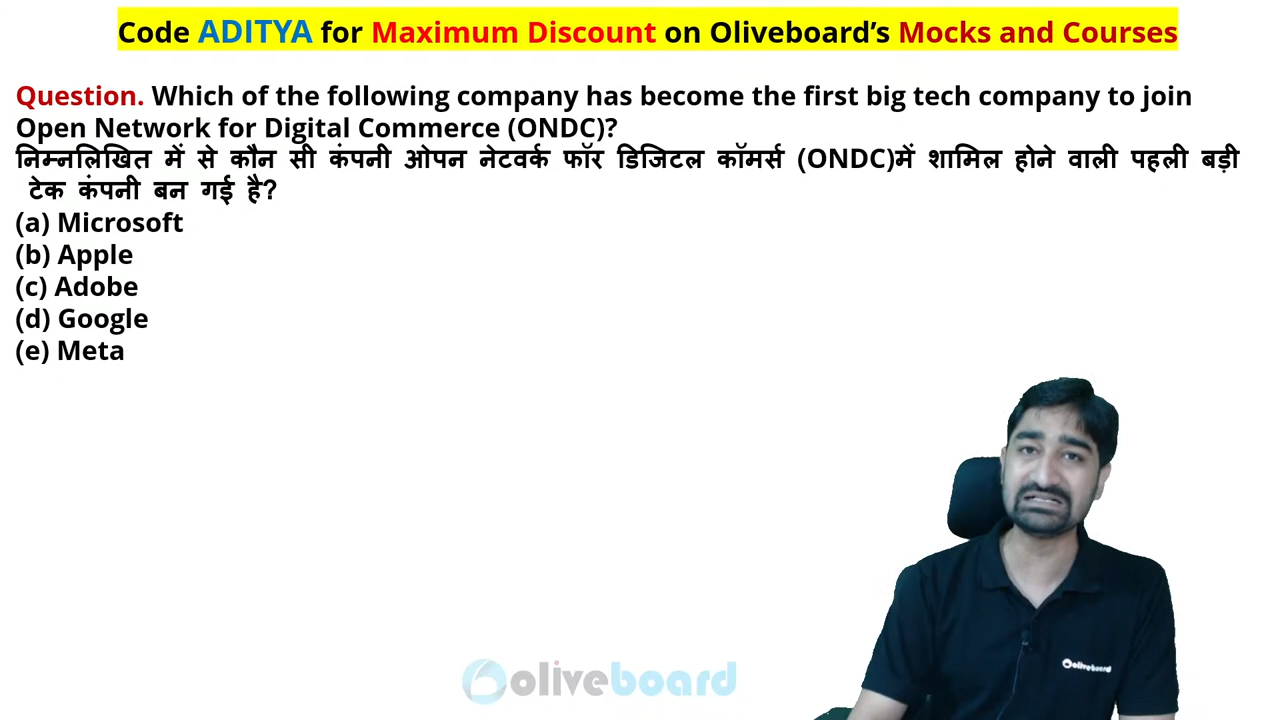 Code ADITYA for Maximum Discount on Oliveboard’s Mocks and Courses
Question. Which of the following company has become the first big tech company to join
Open Network for Digital Commerce (ONDC)?
निम्नलिखित में से कौन सी कंपनी ओपन नेटवर्क फॉर डिजिटल कॉमर्स (ONDC)में शामिल होने वाली पहली बड़ी
टेक कंपनी बन गई है?
(a) Microsoft
(b) Apple
(c) Adobe
(d) Google
(e) Meta
oliveboard
oliveboard